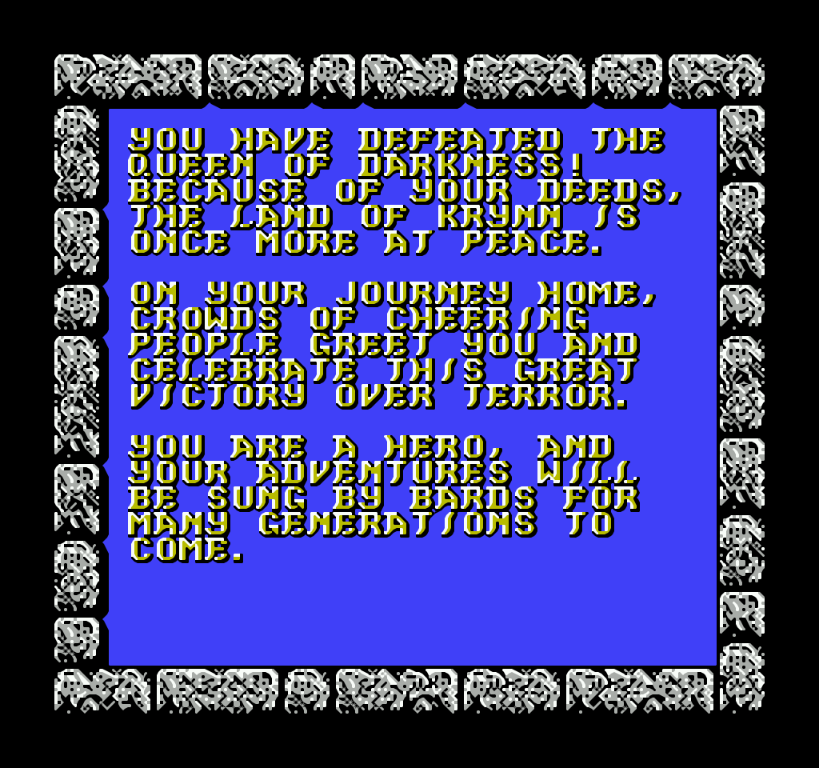 YOU HAVE DEFEATED THE
QUEEN OF DARKNESS!
BECAUSE OF YOUR DEEDS,
THE LAND OF KRYNN IS
ONCE MORE AT PEACE.
ON YOUR JOURNEY HOME,
CROWDS OF CHEERING
PEOPLE GREET YOU AND
CELEBRATE THIS GREAT
VICTORY OVER TERROR.
YOU ARE A HERO, AND
YOUR ADVENTURES WILL
BE SUNG BY BARDS FOR
MANY GENERATIONS TO
COME.